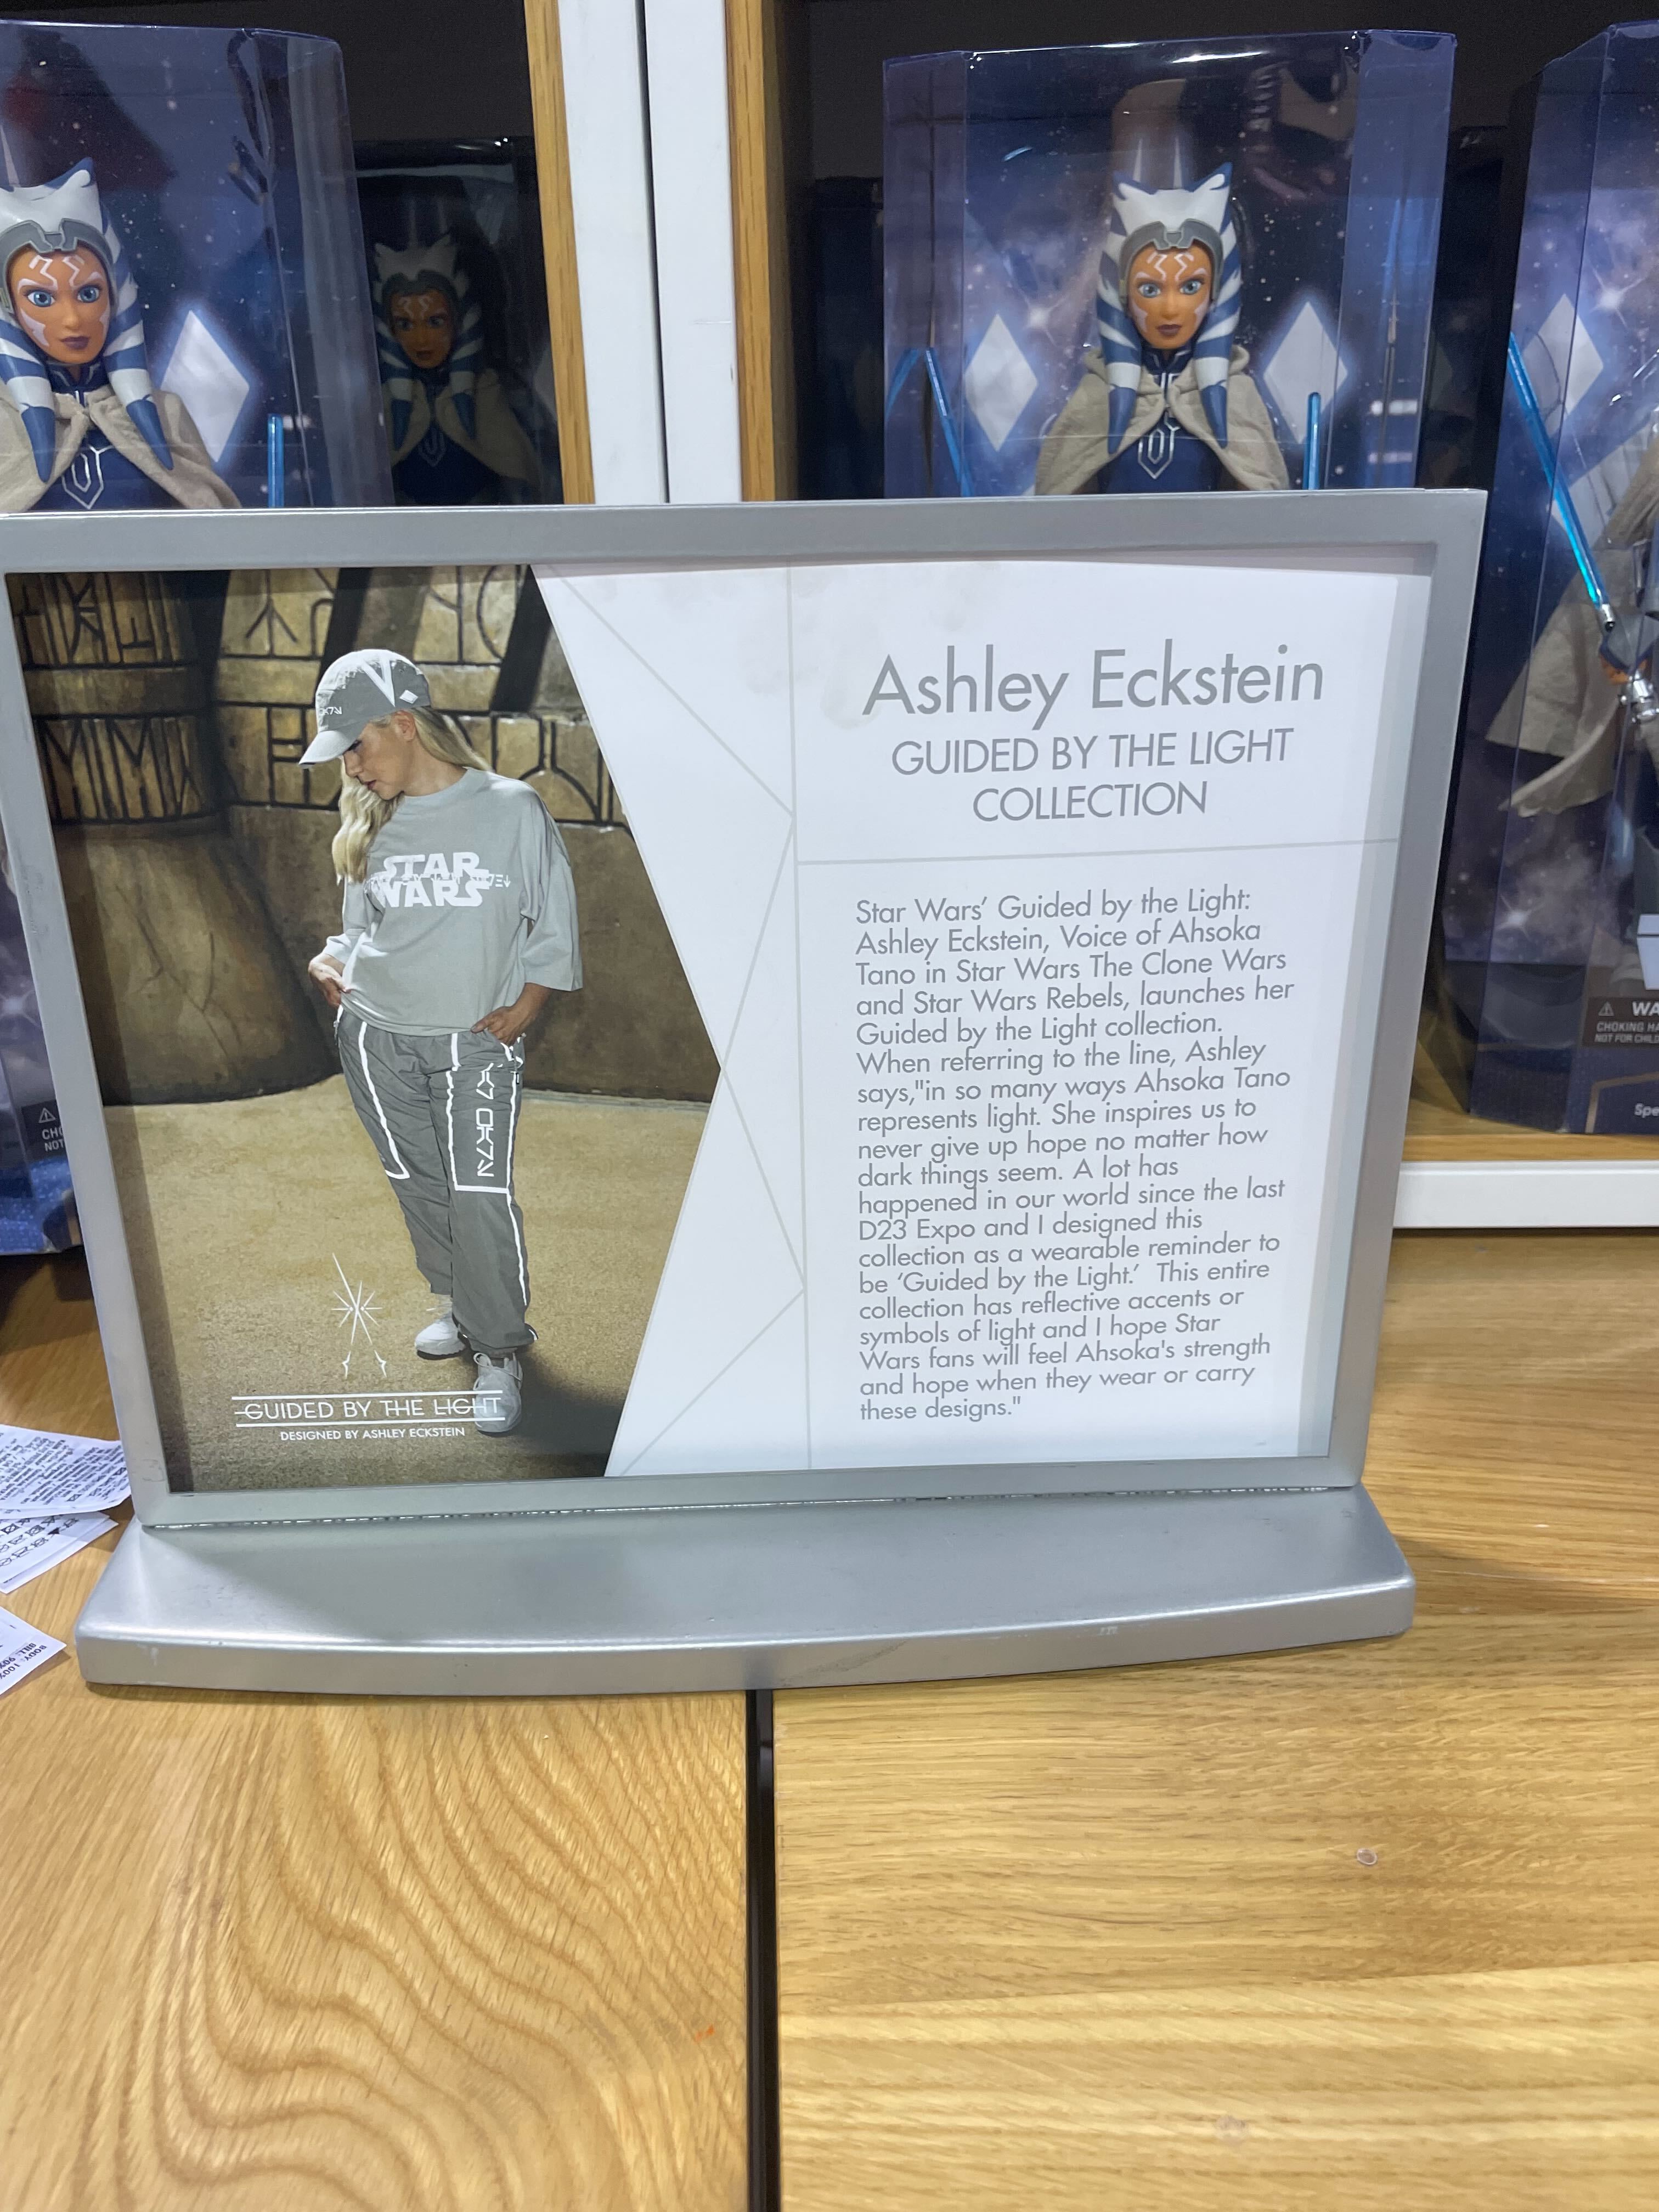 Ashley Eckstein
GUIDED BY THE LIGHT
COLLECTION
Star Wars' Guided by the Light:
Ashley Eckstein, Voice of Ahsoka
Tano in Star Wars The Clone Wars
and Star Wars Rebels, launches her
Guided by the Light collection.
When referring to the line, Ashley
says,"in so many ways Ahsoka Tano
represents light. She inspires us to
never give up hope no matter how
dark things seem. A lot has
happened in our world since the last
D23 Expo and I designed this
collection as a wearable reminder to
be 'Guided by the Light.' This entire
collection has reflective accents or
symbols of light and I hope Star
Wars fans will feel Ahsoka's strength
and hope when they wear or carry
these designs."
STAR
WARS
GUIDED BY THE LIGHT
DESIGNED BY ASHLEY ECKSTEIN
CHOKING
NOT FOR